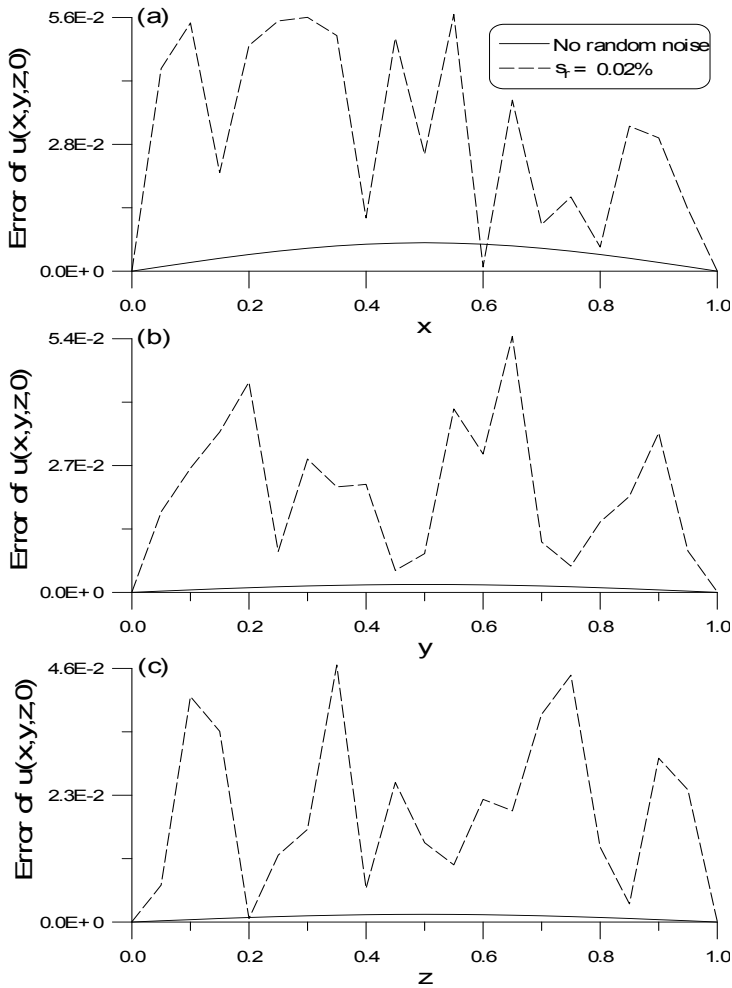 5.6E-2
(a)
No random noise
s_r = 0.02%
2.8E-2
0.0E+0
Error of u(x,y,z,0)
0.0 0.2 0.4 0.6 0.8 1.0
x
5.4E-2
(b)
2.7E-2
0.0E+0
Error of u(x,y,z,0)
0.0 0.2 0.4 0.6 0.8 1.0
y
4.6E-2
(c)
2.3E-2
0.0E+0
Error of u(x,y,z,0)
0.0 0.2 0.4 0.6 0.8 1.0
z